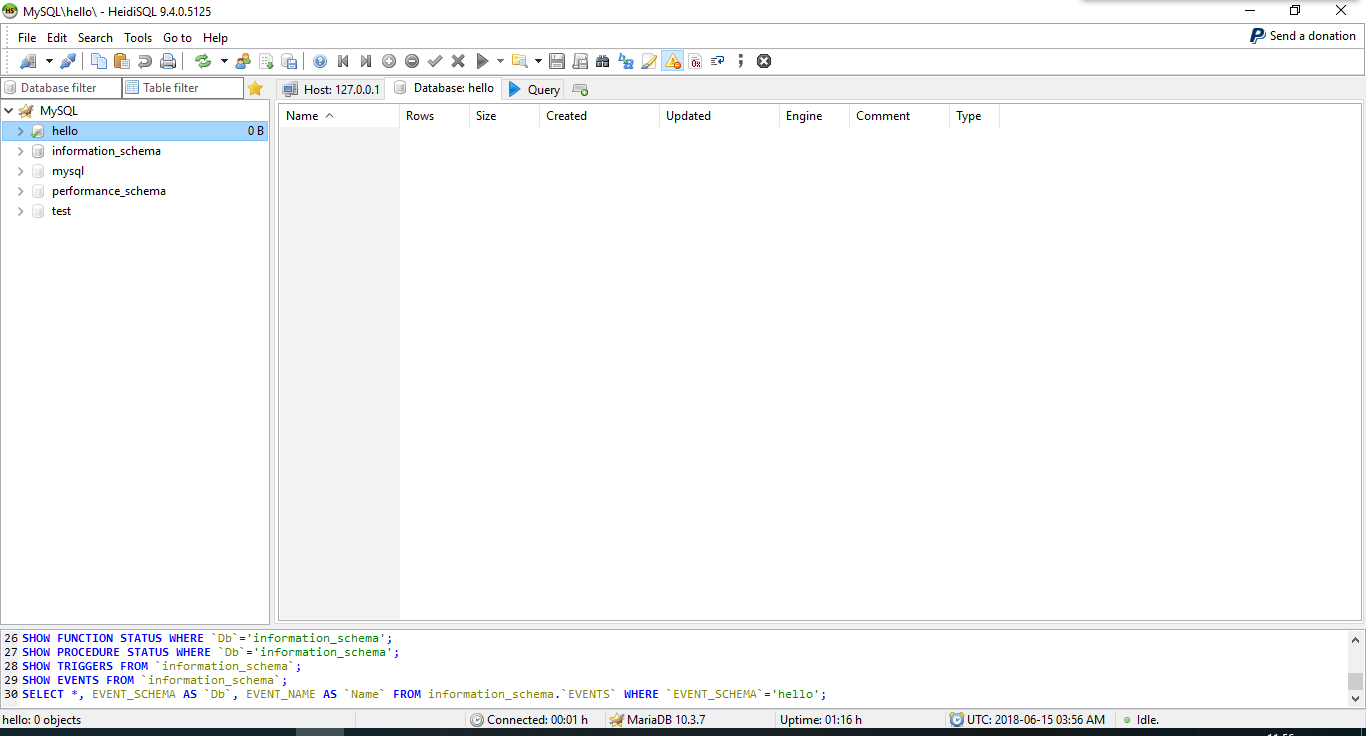 MySQL\hello\ - HeidiSQL 9.4.0.5125
File Edit Search Tools Go to Help
Send a donation
Database filter Table filter Host: 127.0.0.1 Database: hello Query
MySQL
Name Rows Size Created Updated Engine Comment Type
hello 0 B
information_schema
mysql
performance_schema
test
26 SHOW FUNCTION STATUS WHERE `Db`='information_schema';
27 SHOW PROCEDURE STATUS WHERE `Db`='information_schema';
28 SHOW TRIGGERS FROM `information_schema`;
29 SHOW EVENTS FROM `information_schema`;
30 SELECT *, EVENT_SCHEMA AS `Db`, EVENT_NAME AS `Name` FROM information_schema.`EVENTS` WHERE `EVENT_SCHEMA`='hello';
hello: 0 objects Connected: 00:01 h MariaDB 10.3.7 Uptime: 01:16 h UTC: 2018-06-15 03:56 AM Idle.